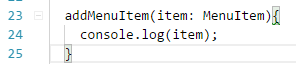 23 addMenuItem(item: MenuItem){
24 console.log(item);
25 }